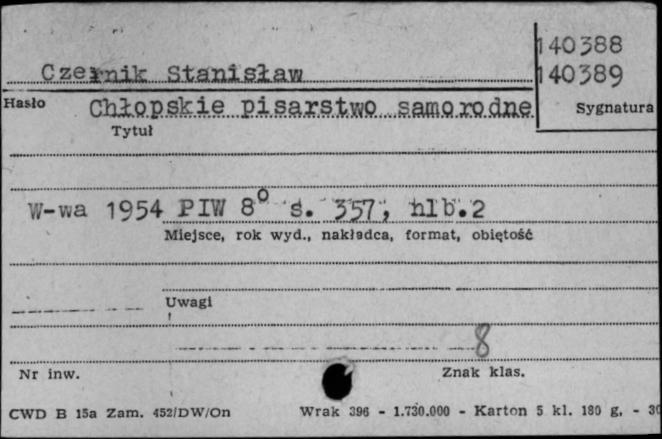 140388
Czernik Stanisław 140389
Hasło Chłopskie pisarstwo samorodne Sygnatura
Tytuł
W-wa 1954 PIW 8° s. 357, nlb.2
Miejsce, rok wyd., nakładca, format, objętość
Uwagi
8
Nr inw. Znak klas.
CWD B 15a Zam. 452/DW/On Wrak 396 - 1.730.000 - Karton 5 kl. 180 g. - 30